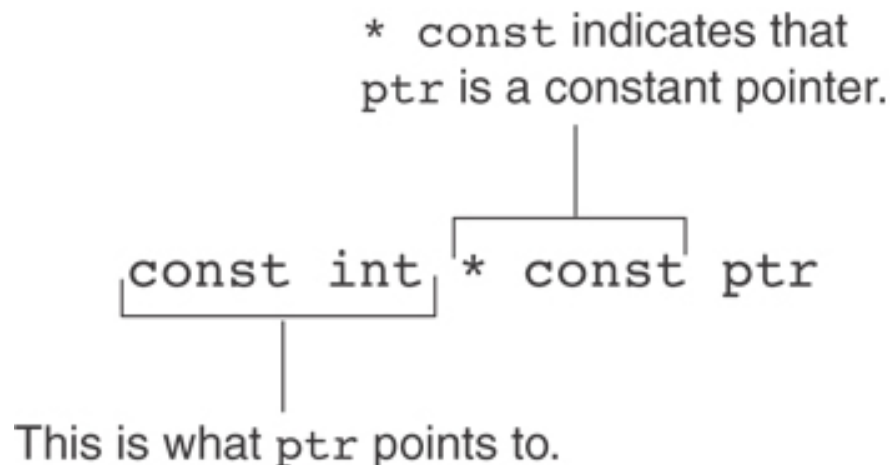 * const indicates that
ptr is a constant pointer.
const int * const ptr
This is what ptr points to.